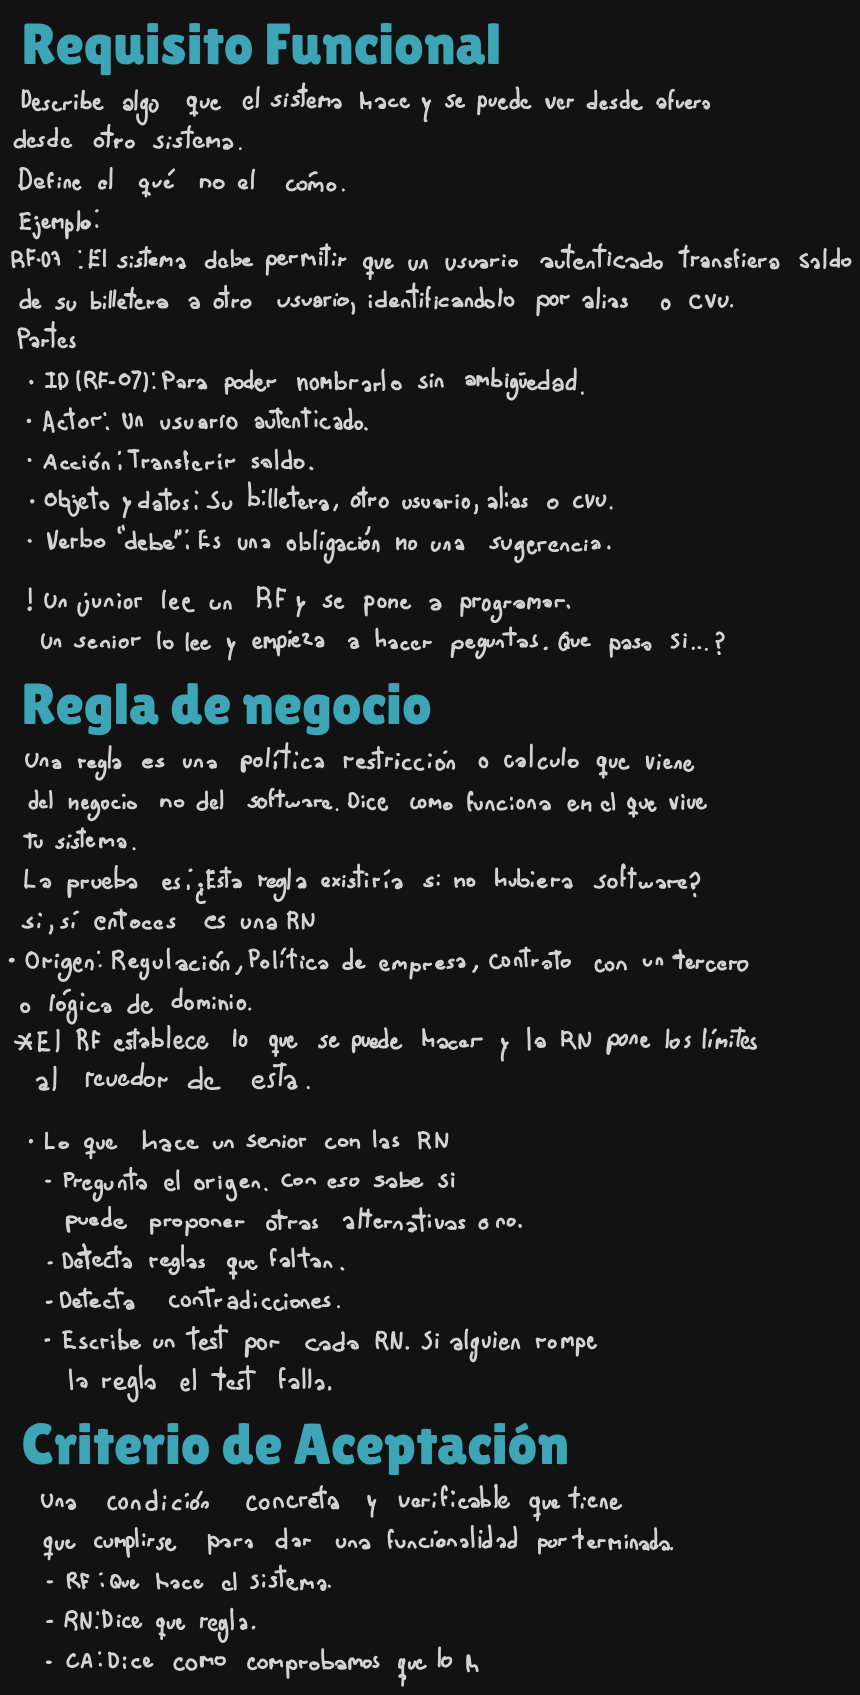 Requisito Funcional
Describe algo que el sistema hace y se puede ver desde afuera
desde otro sistema.
Define el qué no el cómo.
Ejemplo:
RF-07 : El sistema debe permitir que un usuario autenticado transfiera saldo
de su billetera a otro usuario, identificandolo por alias o CVU.
Partes
· ID (RF-07): Para poder nombrarlo sin ambigüedad.
· Actor: Un usuario autenticado.
· Acción: Transferir saldo.
· Objeto y datos: Su billetera, otro usuario, alias o CVU.
· Verbo "debe": Es una obligación no una sugerencia.
! Un junior lee un RF y se pone a programar.
Un senior lo lee y empieza a hacer peguntas. Que pasa si...?
Regla de negocio
Una regla es una política restricción o calculo que viene
del negocio no del software. Dice como funciona en el que vive
tu sistema.
La prueba es: ¿Esta regla existiría si no hubiera software?
si, si entoces es una RN
· Origen: Regulación, Política de empresa, contrato con un tercero
o lógica de dominio.
*El RF establece lo que se puede hacer y la RN pone los límites
al reuedor de esta.
· Lo que hace un senior con las RN
- Pregunta el origen. Con eso sabe si
puede proponer otras alternativas o no.
- Detecta reglas que faltan.
- Detecta contradicciones.
- Escribe un test por cada RN. Si alguien rompe
la regla el test falla.
Criterio de Aceptación
Una condición concreta y verificable que tiene
que cumplirse para dar una funcionalidad por terminada.
- RF: Que hace el sistema.
- RN: Dice que regla.
- CA: Dice como comprobamos que lo h